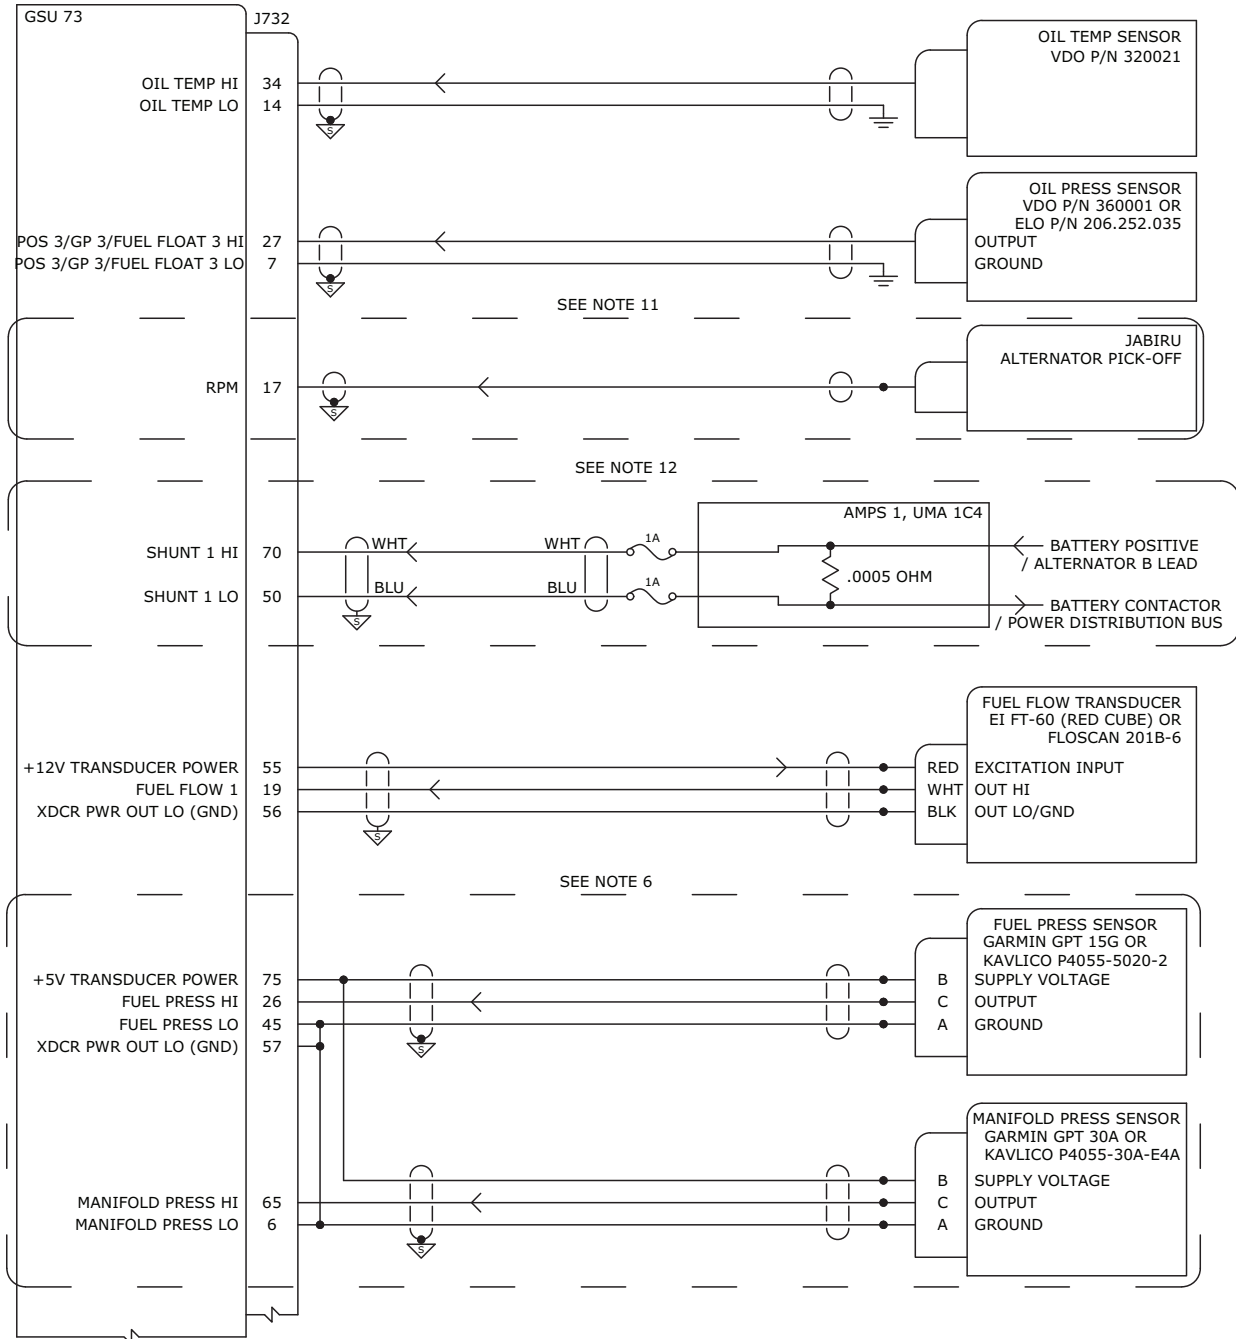 GSU 73
J732
OIL TEMP SENSOR
VDO P/N 320021
OIL TEMP HI 34
OIL TEMP LO 14
S
OIL PRESS SENSOR
VDO P/N 360001 OR
ELO P/N 206.252.035
POS 3/GP 3/FUEL FLOAT 3 HI 27 OUTPUT
POS 3/GP 3/FUEL FLOAT 3 LO 7 GROUND
S
SEE NOTE 11
JABIRU
ALTERNATOR PICK-OFF
RPM 17
S
SEE NOTE 12
AMPS 1, UMA 1C4
SHUNT 1 HI 70 WHT WHT 1A
BATTERY POSITIVE
/ ALTERNATOR B LEAD
.0005 OHM
SHUNT 1 LO 50 BLU BLU 1A
BATTERY CONTACTOR
/ POWER DISTRIBUTION BUS
S
FUEL FLOW TRANSDUCER
EI FT-60 (RED CUBE) OR
FLOSCAN 201B-6
+12V TRANSDUCER POWER 55 RED EXCITATION INPUT
FUEL FLOW 1 19 WHT OUT HI
XDCR PWR OUT LO (GND) 56 BLK OUT LO/GND
S
SEE NOTE 6
FUEL PRESS SENSOR
GARMIN GPT 15G OR
KAVLICO P4055-5020-2
+5V TRANSDUCER POWER 75 B SUPPLY VOLTAGE
FUEL PRESS HI 26 C OUTPUT
FUEL PRESS LO 45 A GROUND
XDCR PWR OUT LO (GND) 57
S
MANIFOLD PRESS SENSOR
GARMIN GPT 30A OR
KAVLICO P4055-30A-E4A
B SUPPLY VOLTAGE
MANIFOLD PRESS HI 65 C OUTPUT
MANIFOLD PRESS LO 6 A GROUND
S